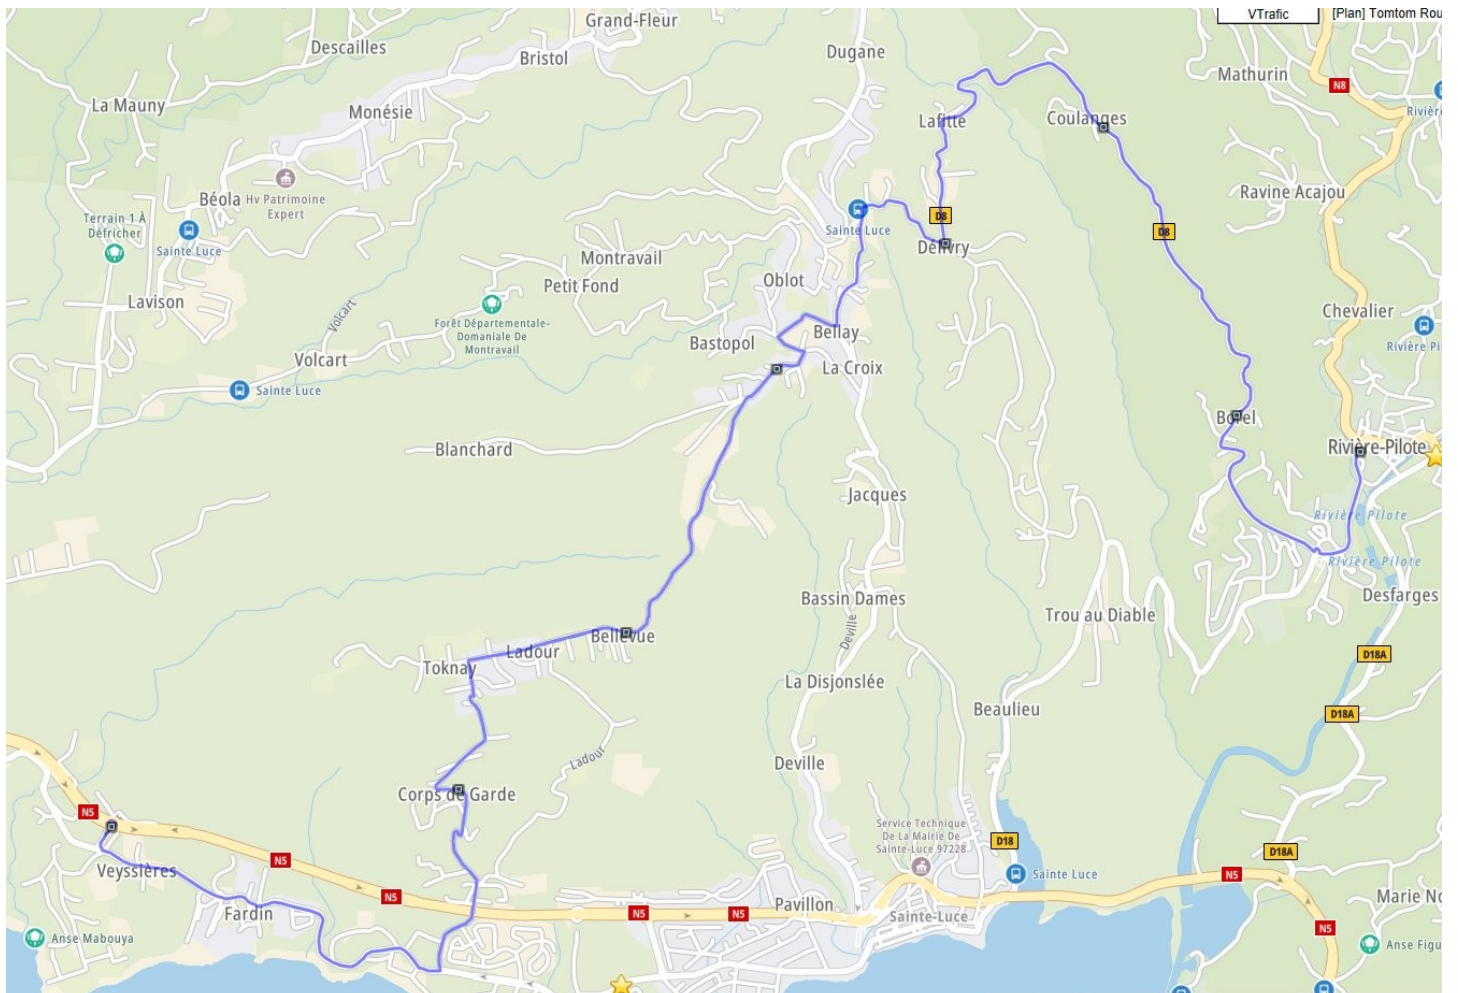 VTrafic
[Plan] Tomtom Rou
Grand-Fleur
Descailles
Bristol
Dugane
Mathurin
N8
La Mauny
Monésie
Rivière
Lafitte
Coulanges
Béola
Hv Patrimoine
Expert
Ravine Acajou
Terrain 1 À
Défricher
Sainte Luce
Sainte Luce
D8
D8
Délivry
Montravail
Oblot
Petit Fond
Lavison
Volcart
Forêt Départementale-
Domaniale De
Montravail
Chevalier
Bellay
Bastopol
Rivière Pil
Volcart
La Croix
Sainte Luce
Borel
Blanchard
Rivière-Pilote
Jacques
Rivière Pilote
Rivière Pilote
Bassin Dames
Desfarges
Trou au Diable
Deville
Bellevue
Ladour
Toknay
D18A
La Disjonslée
Beaulieu
D18A
Ladour
Deville
Corps de Garde
N5
Service Technique
De La Mairie De
Sainte-Luce 97228
D18
D18A
N5
Veyssières
Sainte Luce
N5
N5
Marie No
Pavillon
Fardin
N5
N5
Sainte-Luce
N5
Anse Mabouya
Anse Figu